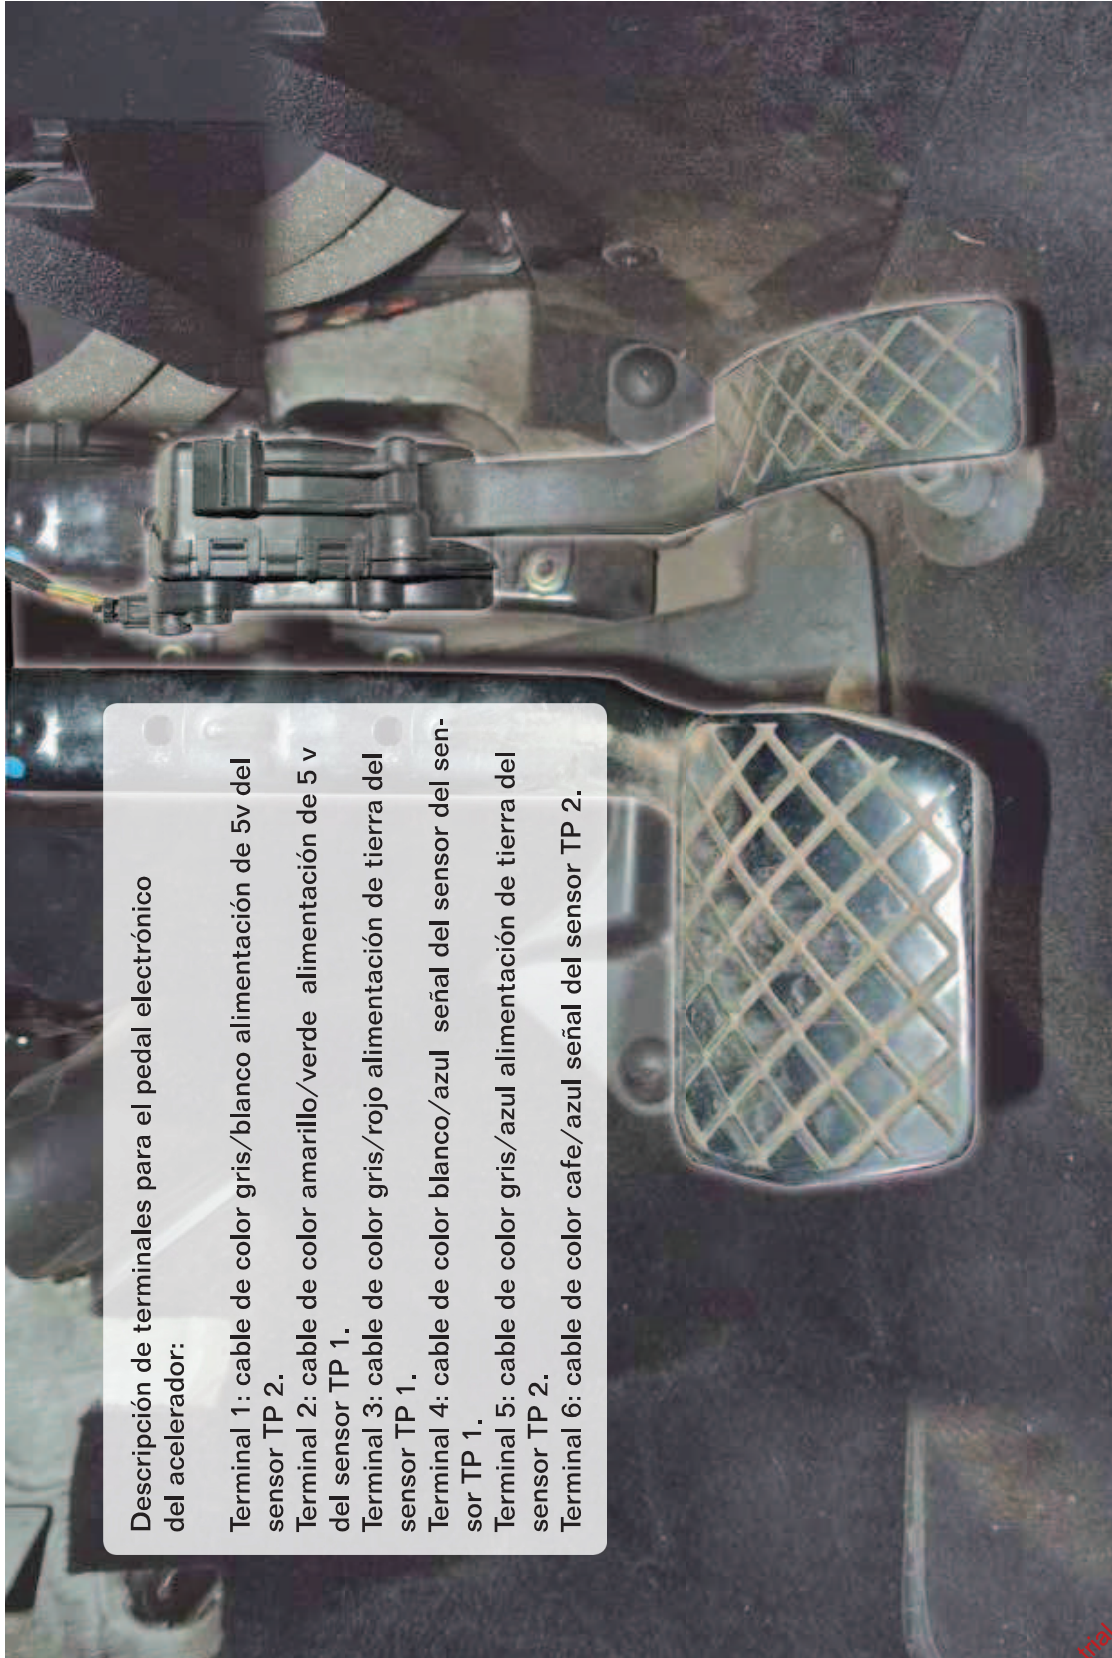 Descripción de terminales para el pedal electrónico
del acelerador:
Terminal 1: cable de color gris/blanco alimentación de 5v del
sensor TP 2.
Terminal 2: cable de color amarillo/verde alimentación de 5 v
del sensor TP 1.
Terminal 3: cable de color gris/rojo alimentación de tierra del
sensor TP 1.
Terminal 4: cable de color blanco/azul señal del sensor del sen-
sor TP 1.
Terminal 5: cable de color gris/azul alimentación de tierra del
sensor TP 2.
Terminal 6: cable de color cafe/azul señal del sensor TP 2.
trial